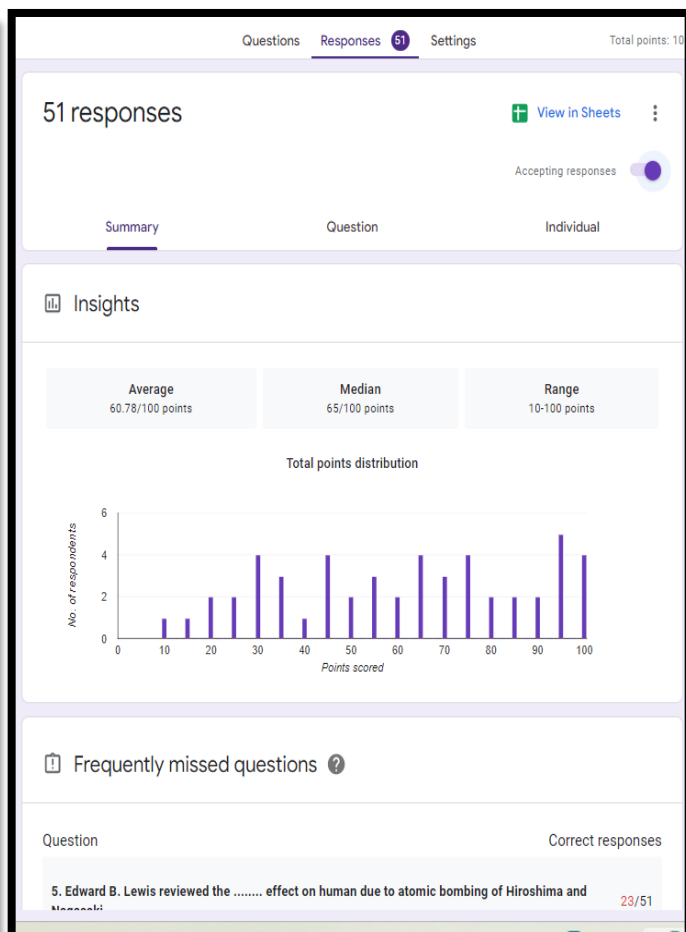 Questions Responses 51 Settings Total points: 10
51 responses
View in Sheets
Accepting responses
Summary Question Individual
Insights
Average Median Range
60.78/100 points 65/100 points 10-100 points
Total points distribution
No. of respondents
6
4
2
0
0 10 20 30 40 50 60 70 80 90 100
Points scored
Frequently missed questions ?
Question Correct responses
5. Edward B. Lewis reviewed the ........ effect on human due to atomic bombing of Hiroshima and
23/51